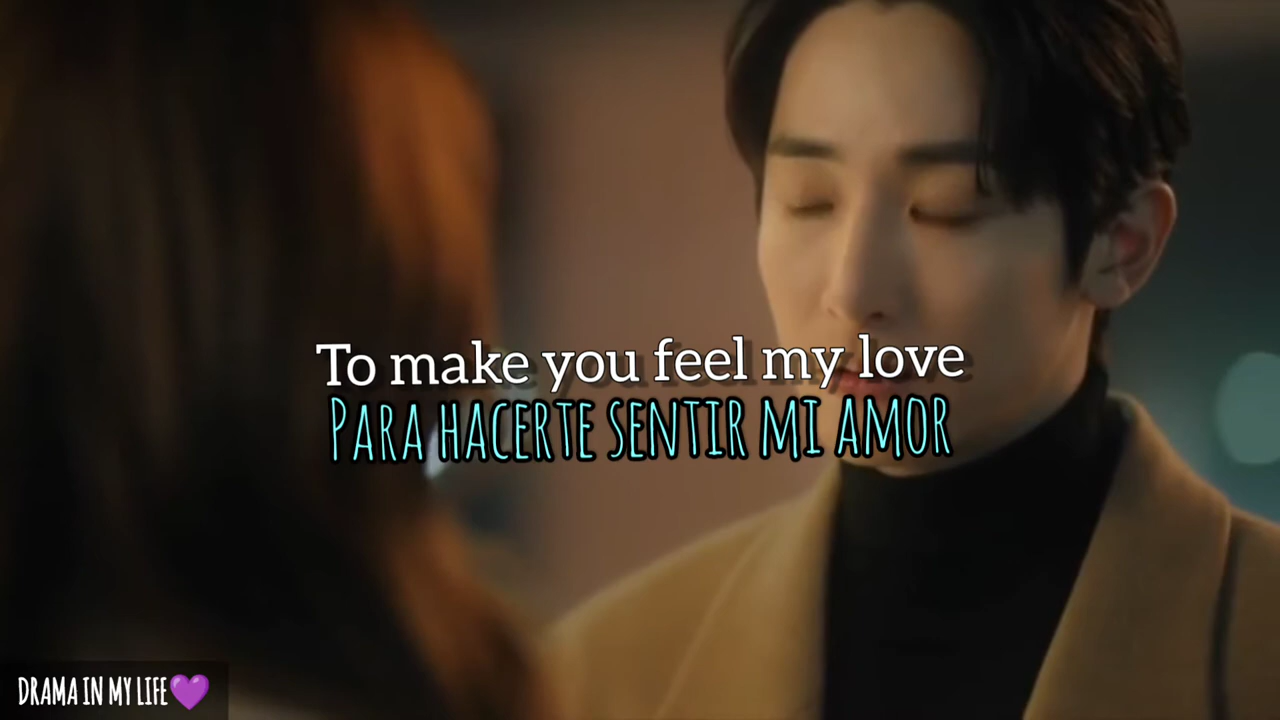 To make you feel my love
PARA HACERTE SENTIR MI AMOR
DRAMA IN MY LIFE💜